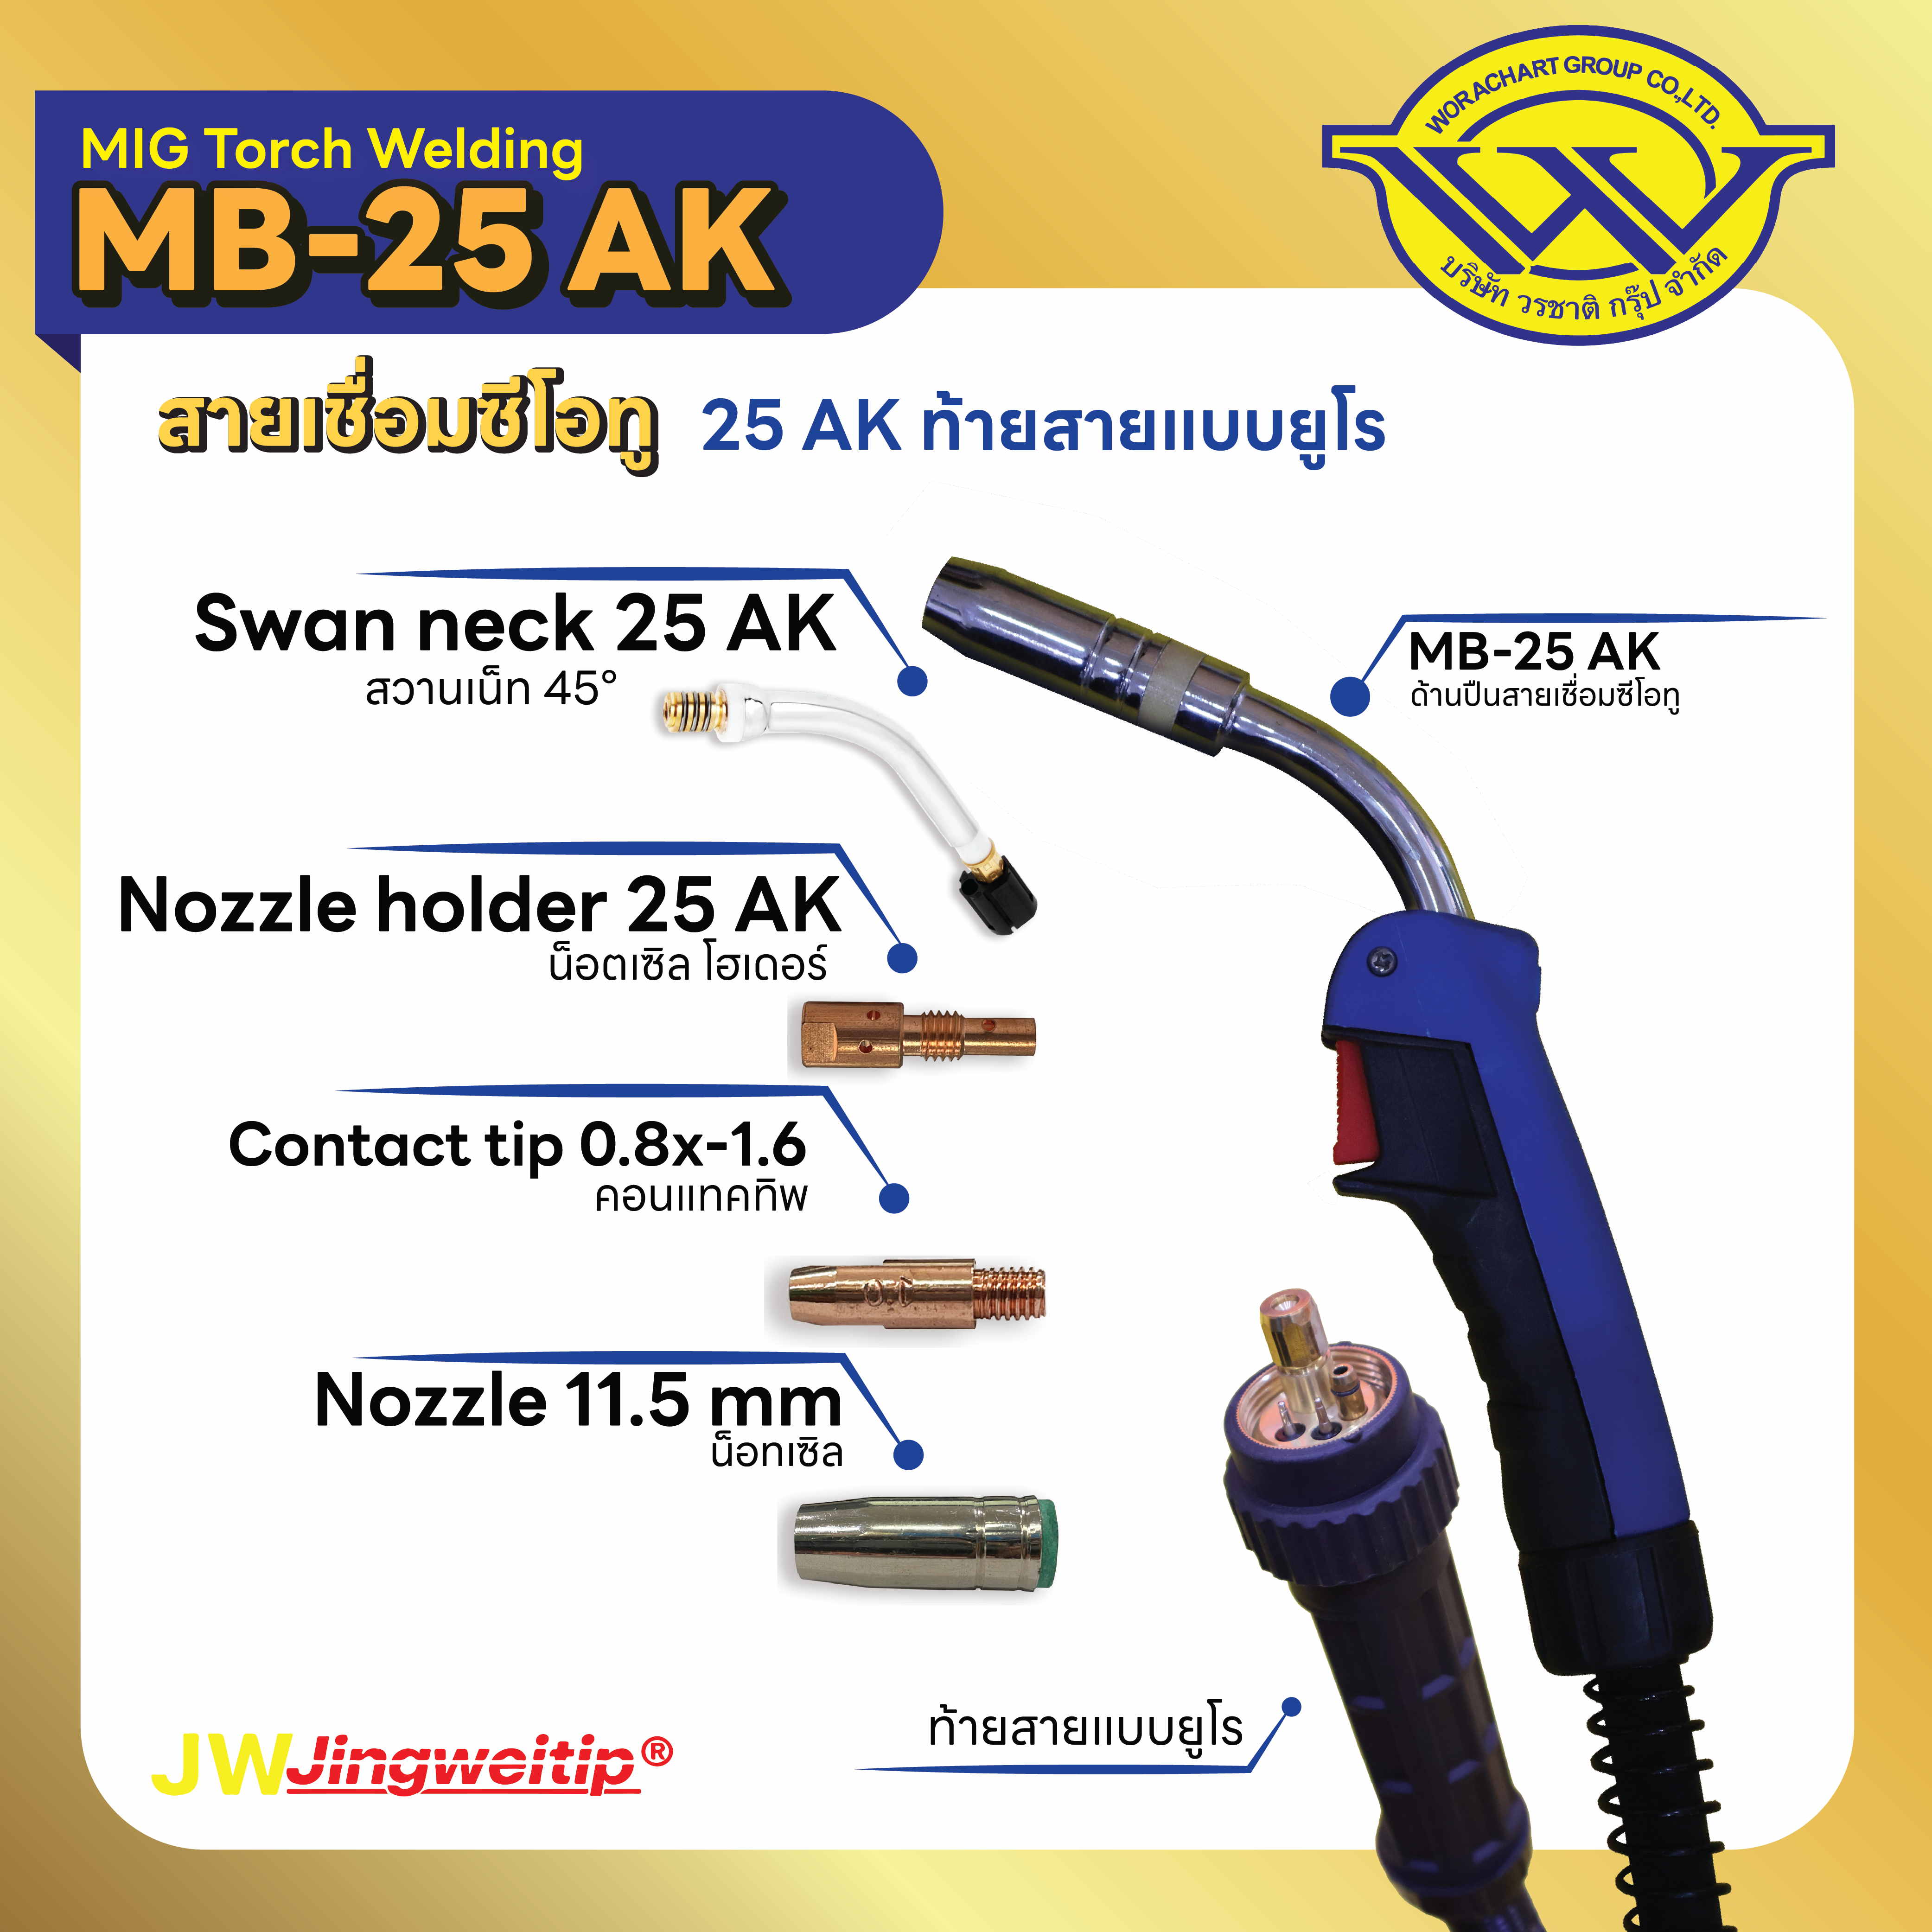 WORACHART GROUP CO.,LTD.
บริษัท วรชาติ กรุ๊ป จำกัด
MIG Torch Welding
MB-25 AK
สายเชื่อมซีโอทู 25 AK ท้ายสายแบบยูโร
Swan neck 25 AK
สวานเน็ท 45°
MB-25 AK
ด้านปืนสายเชื่อมซีโอทู
Nozzle holder 25 AK
น็อตเซิล โฮเดอร์
Contact tip 0.8x-1.6
คอนแทคทิพ
1.0
Nozzle 11.5 mm
น็อทเซิล
ท้ายสายแบบยูโร
JW Jingweitip®